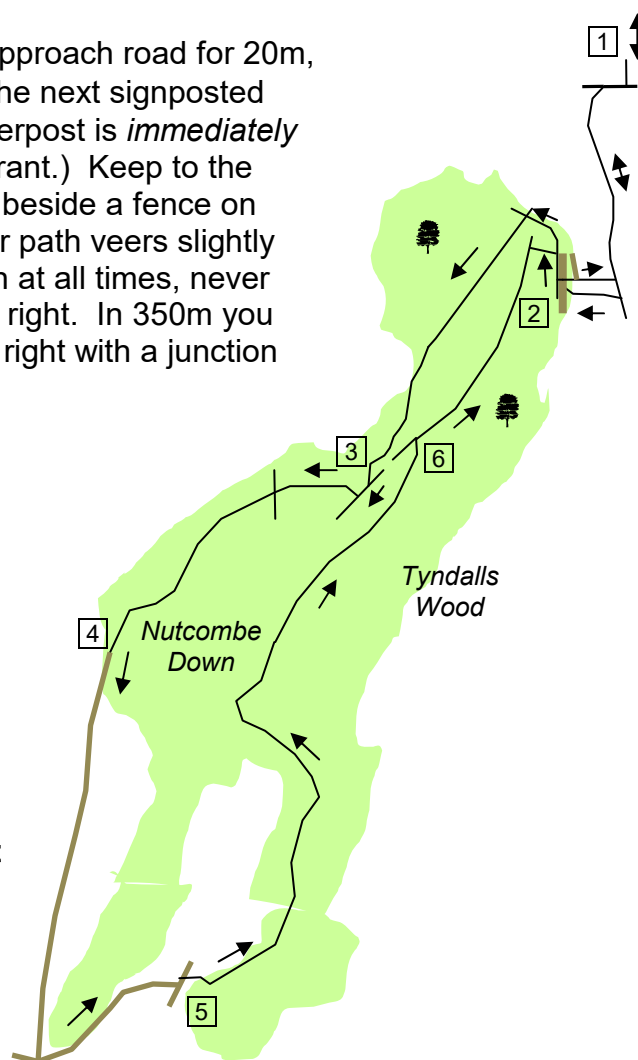 pproach road for 20m,
he next signposted
erpost is immediately
rant.) Keep to the
beside a fence on
r path veers slightly
n at all times, never
right. In 350m you
right with a junction
1
2
3
6
Tyndalls
Wood
4
Nutcombe
Down
5